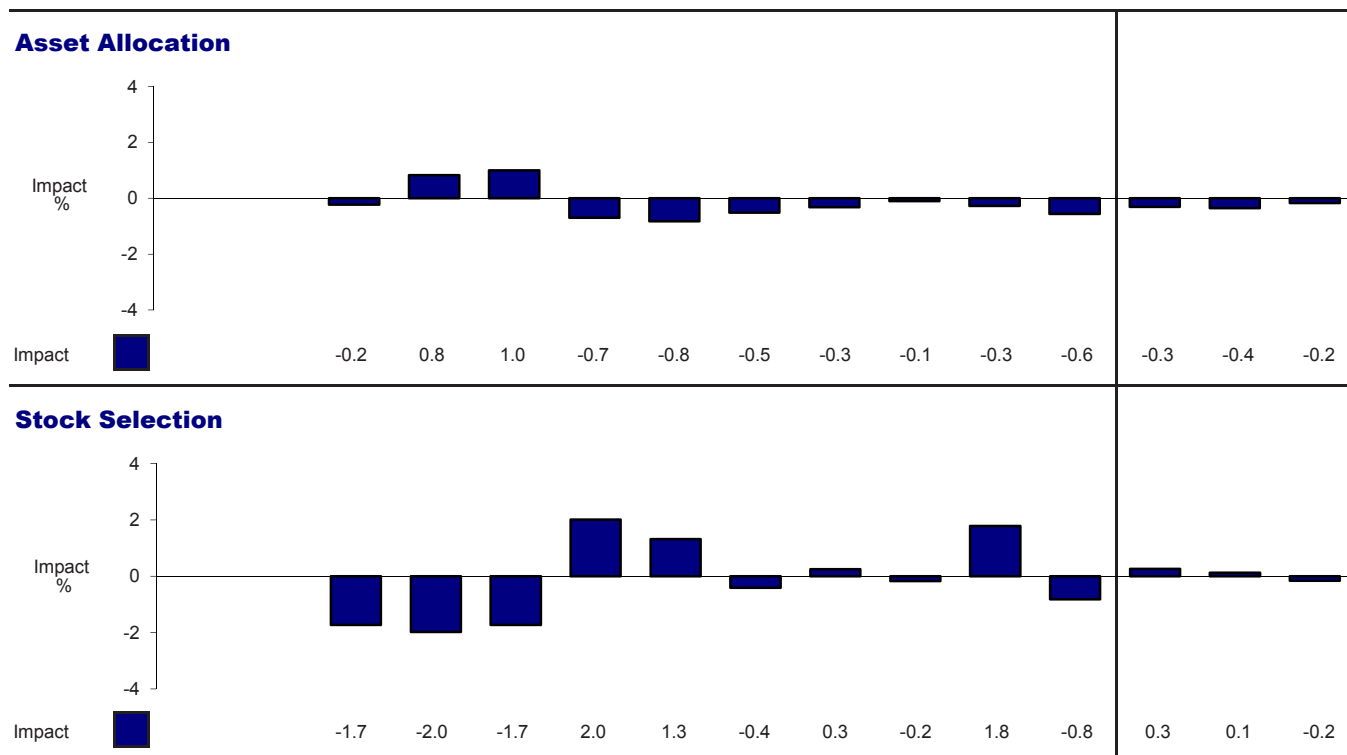 Asset Allocation
4
2
Impact
%
0
-2
-4
Impact -0.2 0.8 1.0 -0.7 -0.8 -0.5 -0.3 -0.1 -0.3 -0.6 -0.3 -0.4 -0.2
Stock Selection
4
2
Impact
%
0
-2
-4
Impact -1.7 -2.0 -1.7 2.0 1.3 -0.4 0.3 -0.2 1.8 -0.8 0.3 0.1 -0.2